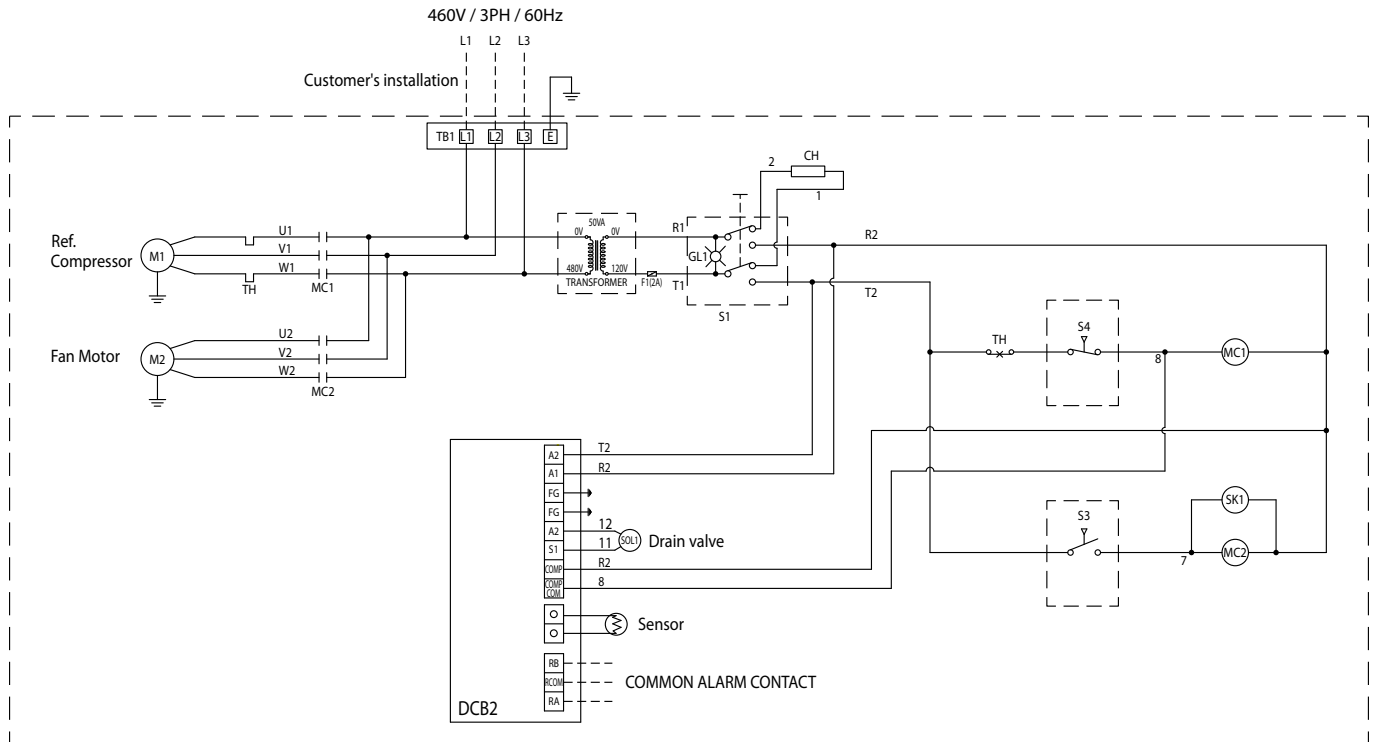 460V / 3PH / 60Hz
L1 L2 L3
Customer's installation
TB1 L1 L2 L3 E
CH
2
1
50VA
0V 0V
480V 120V
TRANSFORMER
F1(2A)
R1
GL1
T1
S1
R2
T2
Ref.
Compressor
M1
U1
V1
W1
TH
MC1
Fan Motor
M2
U2
V2
W2
MC2
TH
S4
8
MC1
S3
7
SK1
MC2
A2
T2
A1
R2
FG
FG
A2
12
S1
11
SOL1
Drain valve
COMP
R2
COMP
COM
8
Sensor
RB
RCOM
COMMON ALARM CONTACT
RA
DCB2